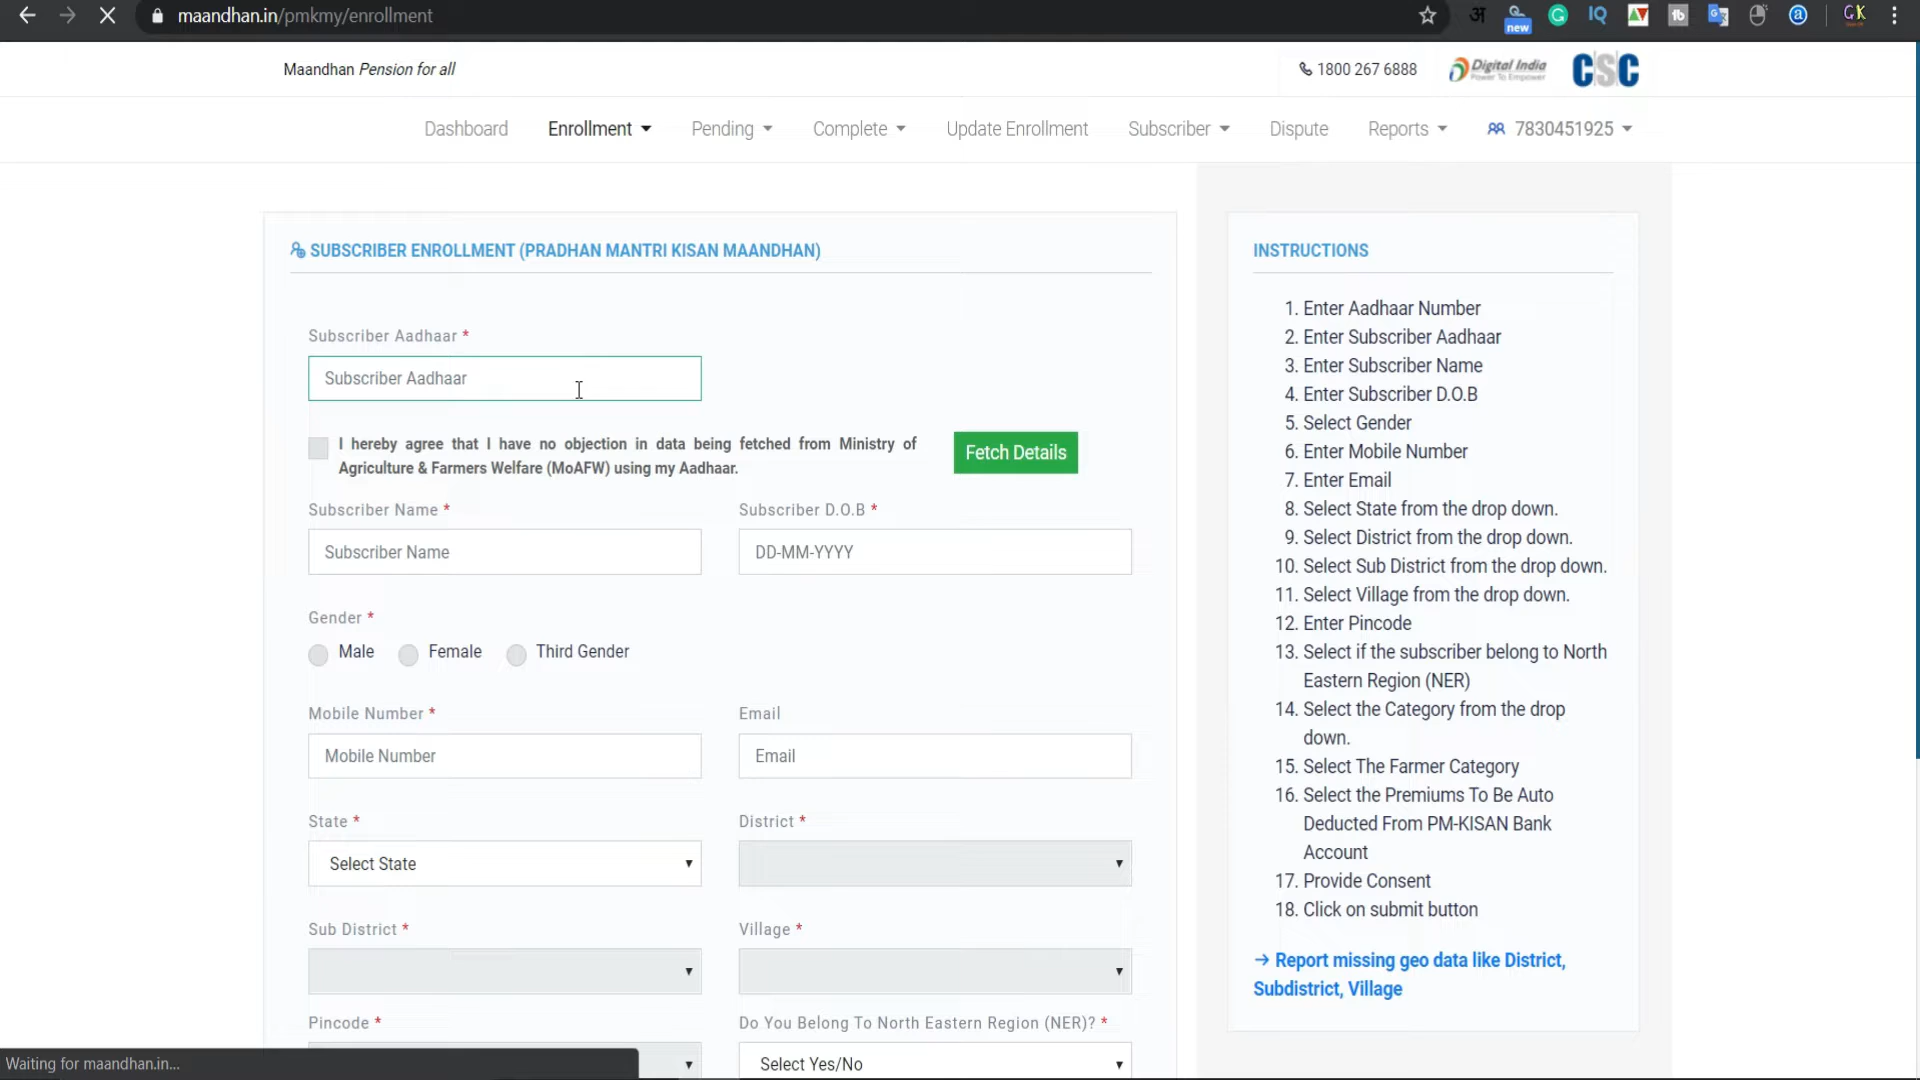 maandhan.in/pmkmy/enrollment
अ
new
IQ
GK
Maandhan Pension for all
1800 267 6888
Digital India
Power To Empower
CSC
Dashboard
Enrollment
Pending
Complete
Update Enrollment
Subscriber
Dispute
Reports
7830451925
SUBSCRIBER ENROLLMENT (PRADHAN MANTRI KISAN MAANDHAN)
Subscriber Aadhaar *
Subscriber Aadhaar
I hereby agree that I have no objection in data being fetched from Ministry of
Agriculture & Farmers Welfare (MoAFW) using my Aadhaar.
Fetch Details
Subscriber Name *
Subscriber D.O.B *
Subscriber Name
DD-MM-YYYY
Gender *
Male
Female
Third Gender
Mobile Number *
Email
Mobile Number
Email
State *
District *
Select State
Sub District *
Village *
Pincode *
Do You Belong To North Eastern Region (NER)? *
Select Yes/No
INSTRUCTIONS
1. Enter Aadhaar Number
2. Enter Subscriber Aadhaar
3. Enter Subscriber Name
4. Enter Subscriber D.O.B
5. Select Gender
6. Enter Mobile Number
7. Enter Email
8. Select State from the drop down.
9. Select District from the drop down.
10. Select Sub District from the drop down.
11. Select Village from the drop down.
12. Enter Pincode
13. Select if the subscriber belong to North
Eastern Region (NER)
14. Select the Category from the drop
down.
15. Select The Farmer Category
16. Select the Premiums To Be Auto
Deducted From PM-KISAN Bank
Account
17. Provide Consent
18. Click on submit button
→ Report missing geo data like District,
Subdistrict, Village
Waiting for maandhan.in...